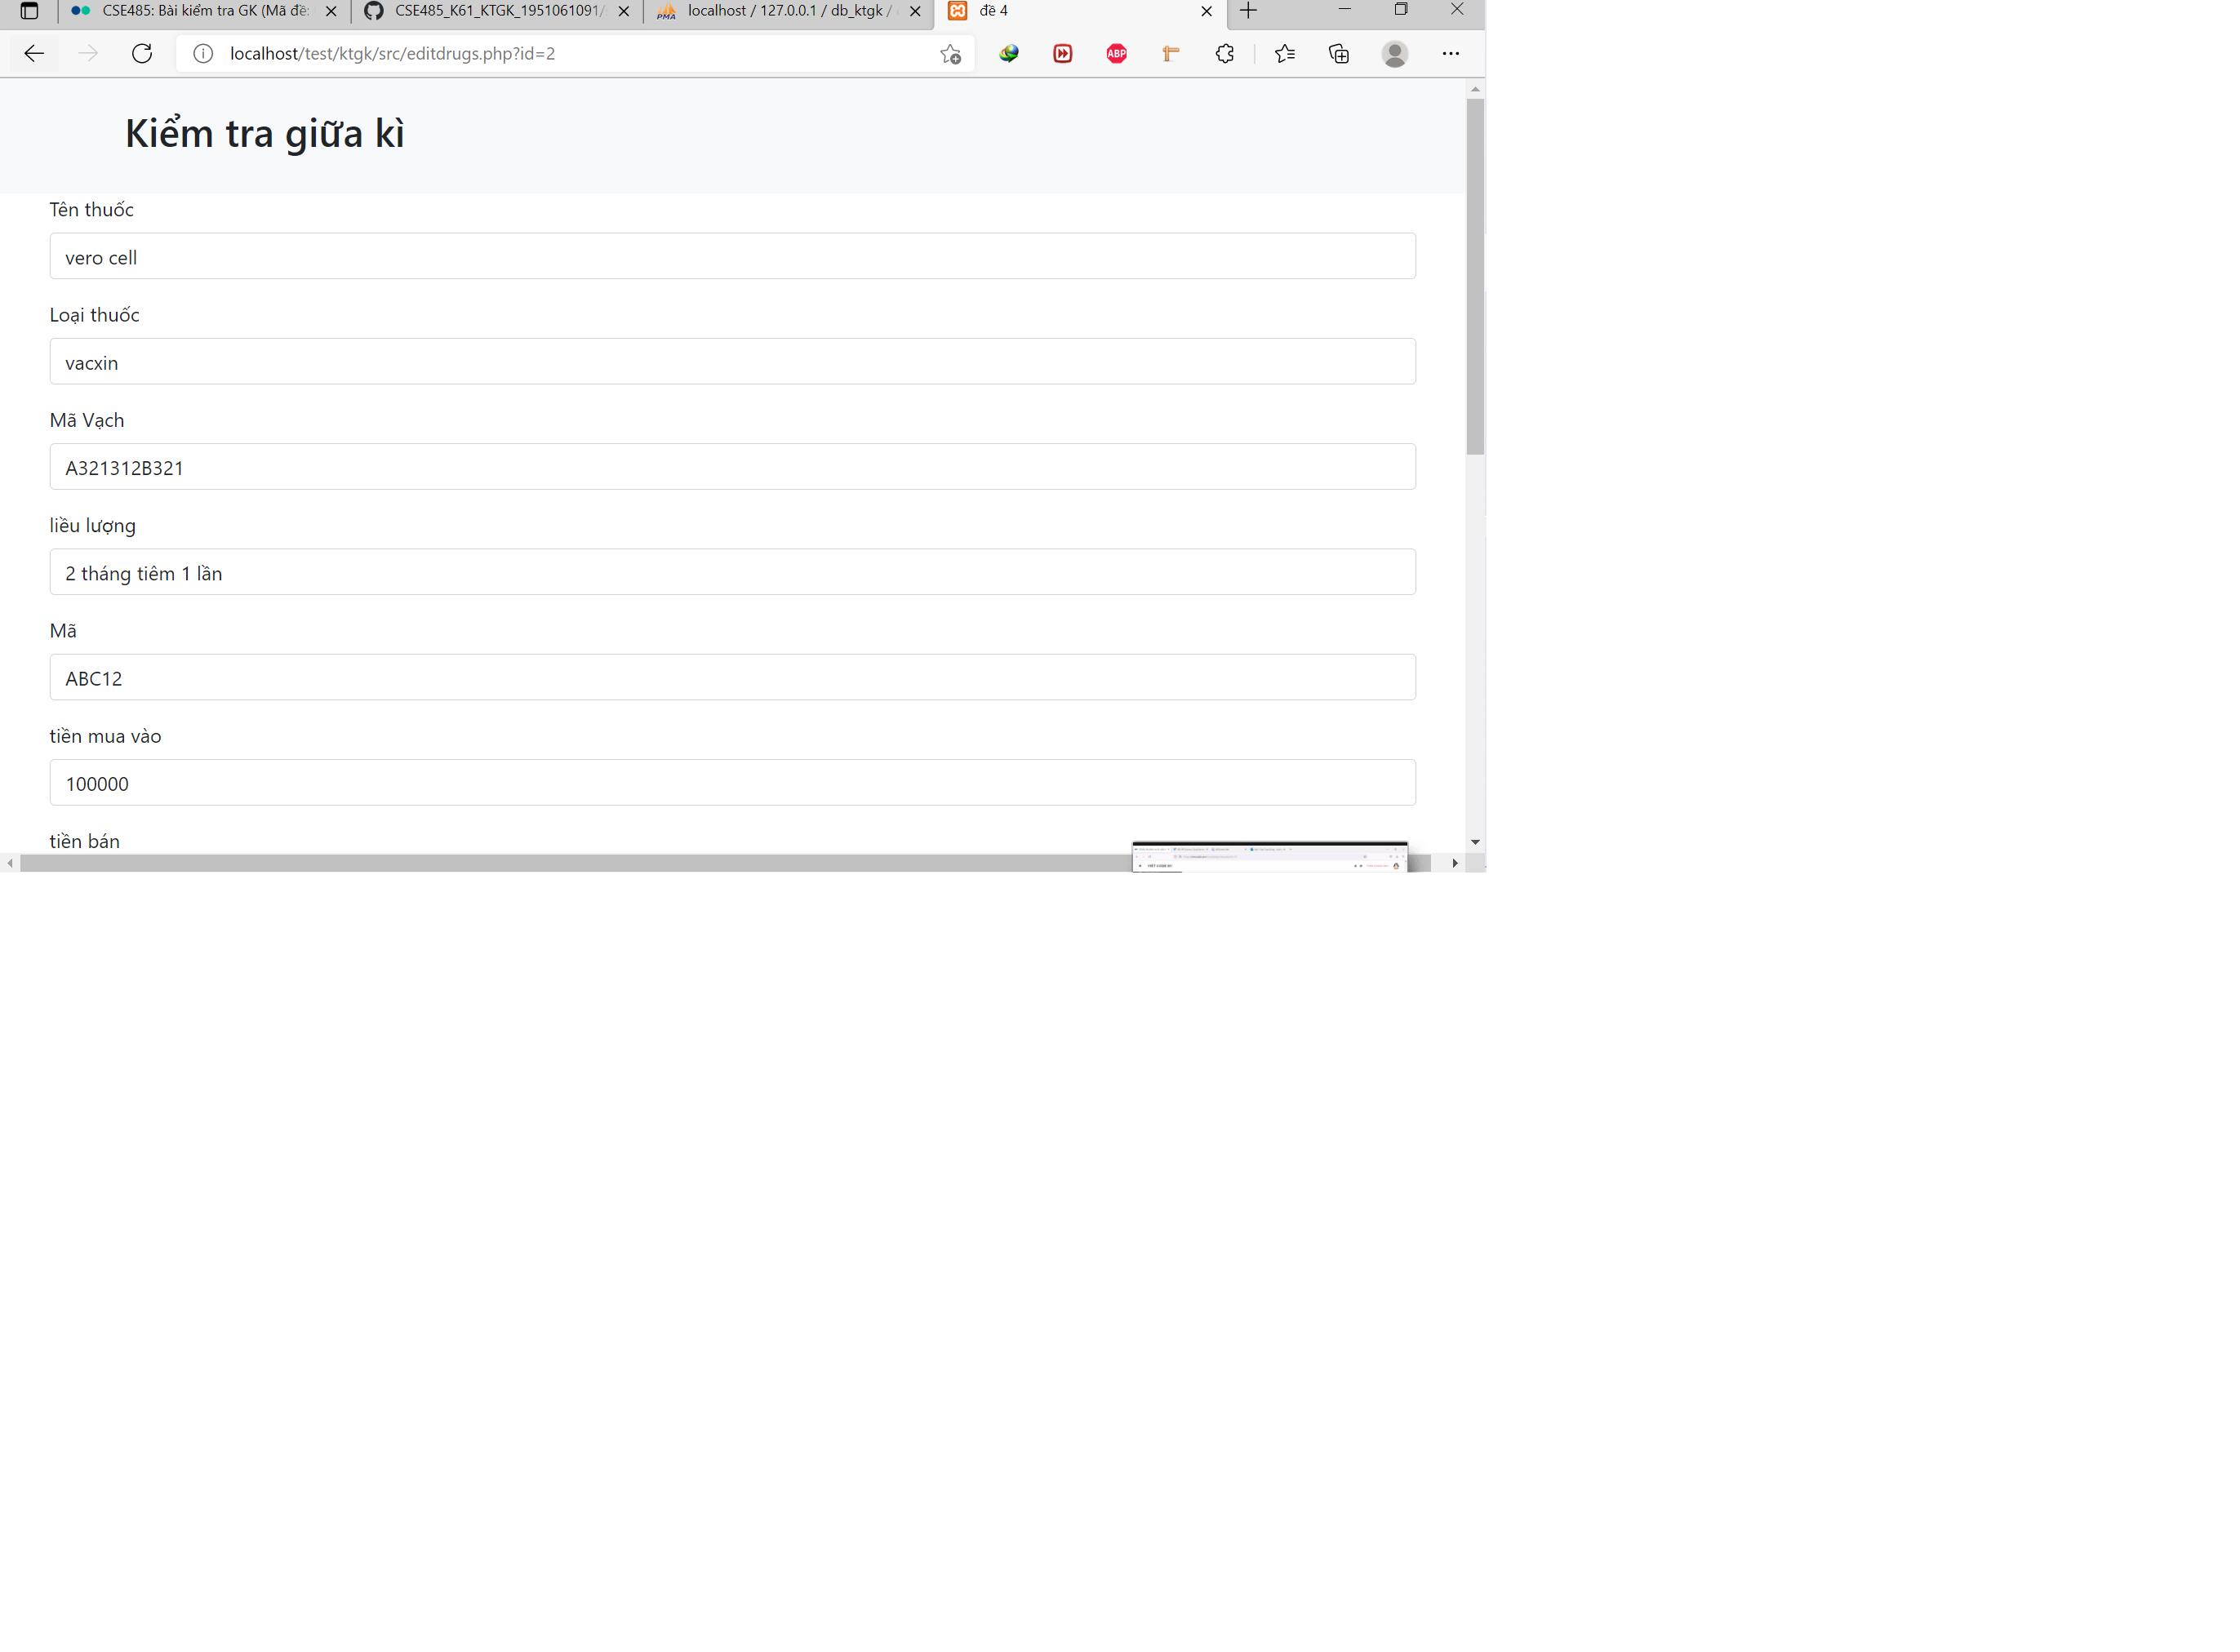 CSE485: Bài kiểm tra GK (Mã đề:
CSE485_K61_KTGK_1951061091/
localhost / 127.0.0.1 / db_ktgk /
đề 4
localhost/test/ktgk/src/editdrugs.php?id=2
ABP
Kiểm tra giữa kì
Tên thuốc
vero cell
Loại thuốc
vacxin
Mã Vạch
A321312B321
liều lượng
2 tháng tiêm 1 lần
Mã
ABC12
tiền mua vào
100000
tiền bán